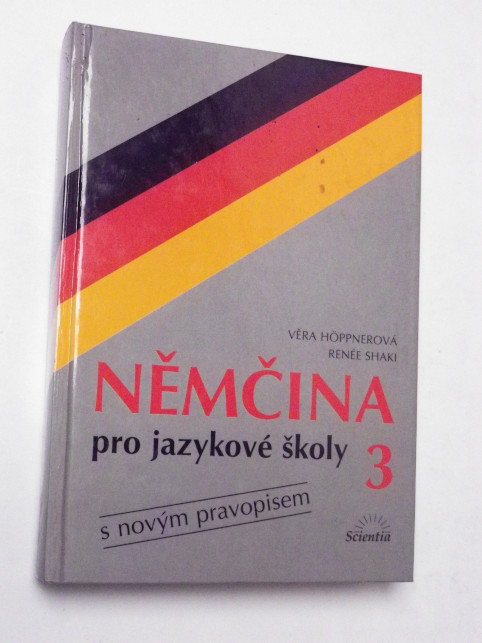 VĚRA HÖPPNEROVÁ
RENÉE SHAKI
NĚMČINA
pro jazykové školy 3
s novým pravopisem
Scientia